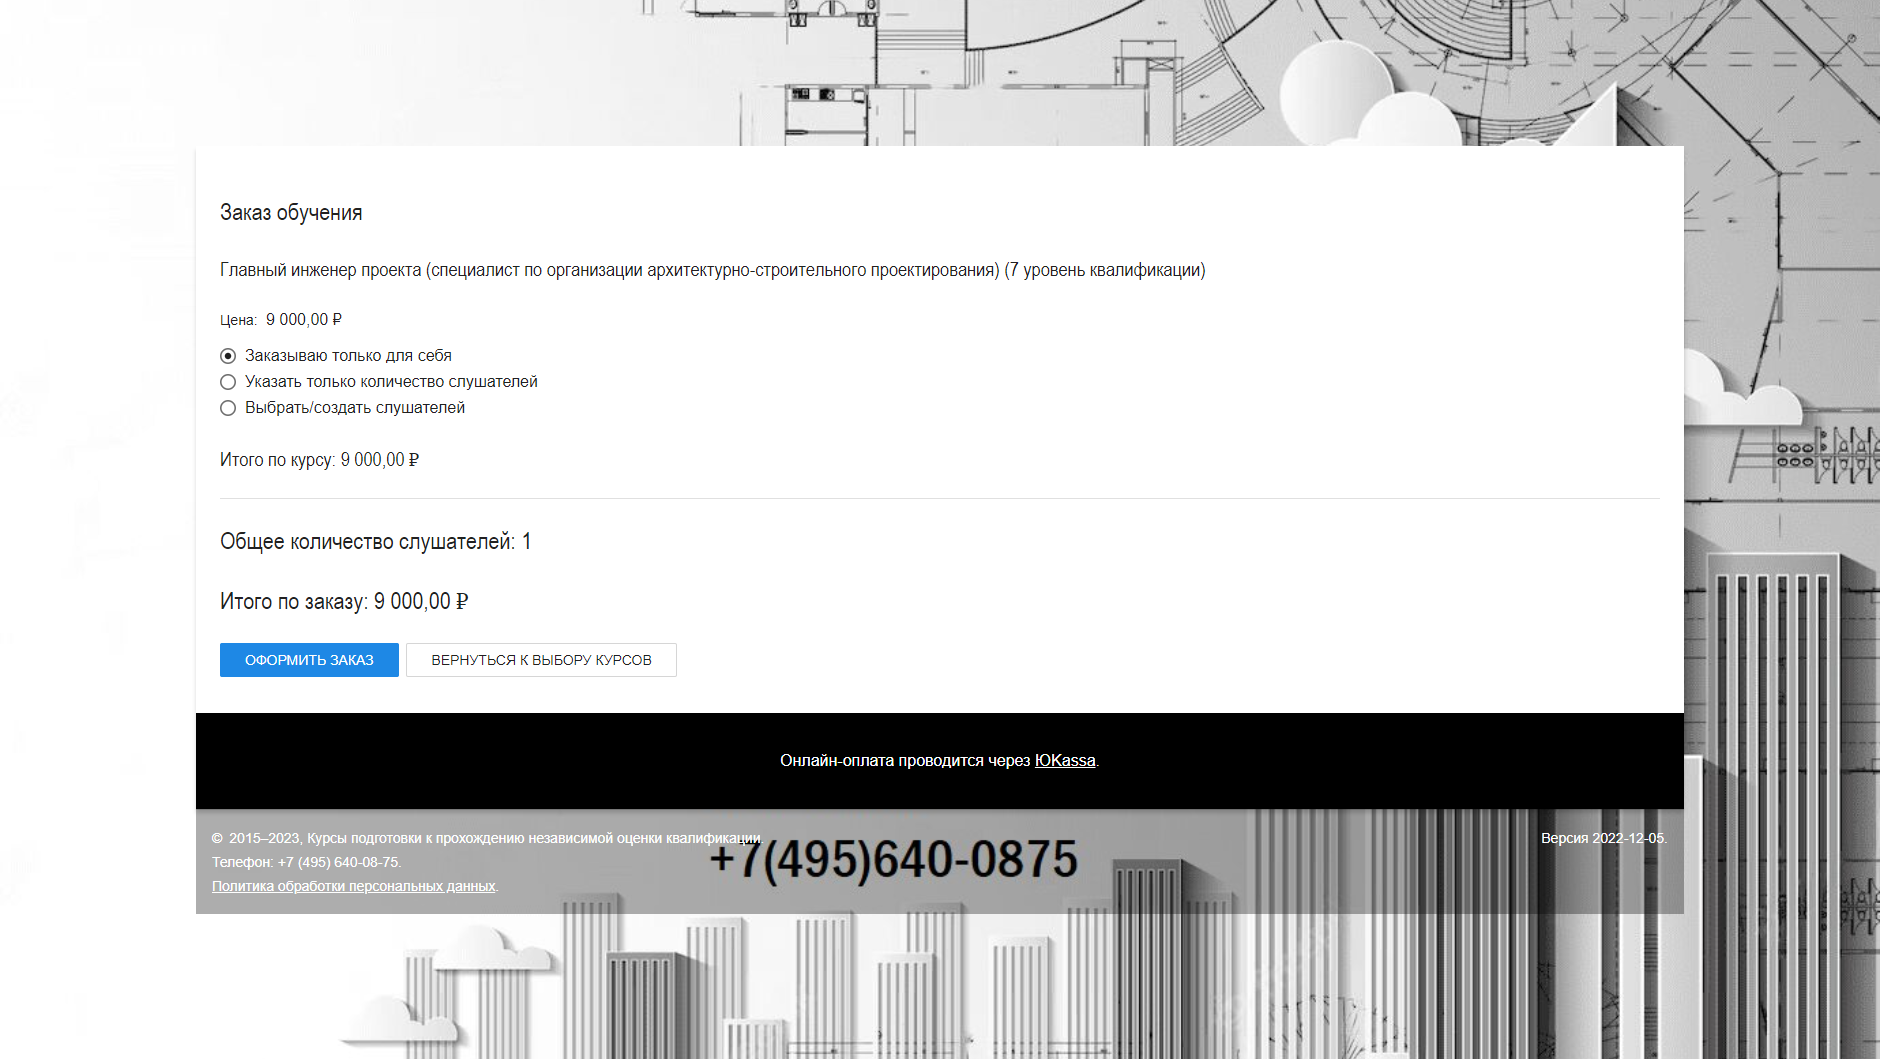 Заказ обучения
Главный инженер проекта (специалист по организации архитектурно-строительного проектирования) (7 уровень квалификации)
Цена: 9 000,00 ₽
Заказываю только для себя
Указать только количество слушателей
Выбрать/создать слушателей
Итого по курсу: 9 000,00 ₽
Общее количество слушателей: 1
Итого по заказу: 9 000,00 ₽
ОФОРМИТЬ ЗАКАЗ ВЕРНУТЬСЯ К ВЫБОРУ КУРСОВ
Онлайн-оплата проводится через ЮKassa.
© 2015–2023, Курсы подготовки к прохождению независимой оценки квалификации.
Версия 2022-12-05.
Телефон: +7 (495) 640-08-75.
+7(495)640-0875
Политика обработки персональных данных.